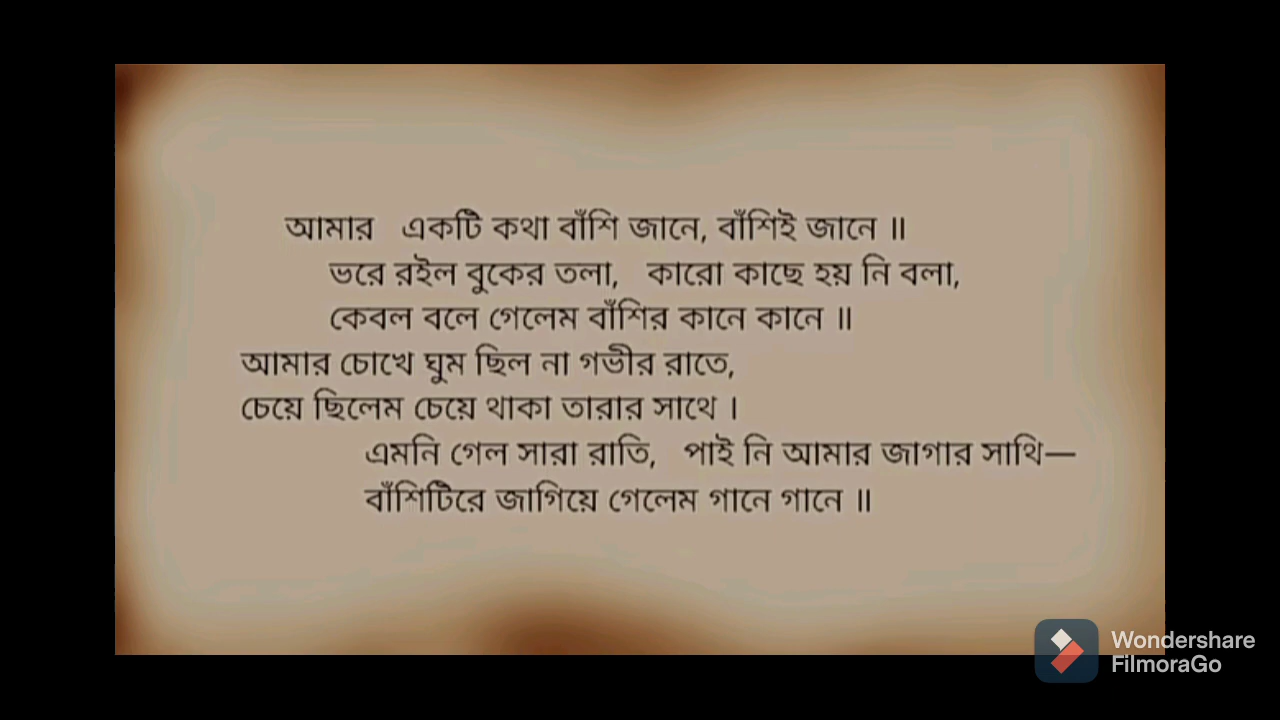 আমার একটি কথা বাঁশি জানে, বাঁশিই জানে ॥
ভরে রইল বুকের তলা, কারো কাছে হয় নি বলা,
কেবল বলে গেলেম বাঁশির কানে কানে ॥
আমার চোখে ঘুম ছিল না গভীর রাতে,
চেয়ে ছিলেম চেয়ে থাকা তারার সাথে ।
এমনি গেল সারা রাতি, পাই নি আমার জাগার সাথি—
বাঁশিটিরে জাগিয়ে গেলেম গানে গানে ॥
Wondershare
FilmoraGo